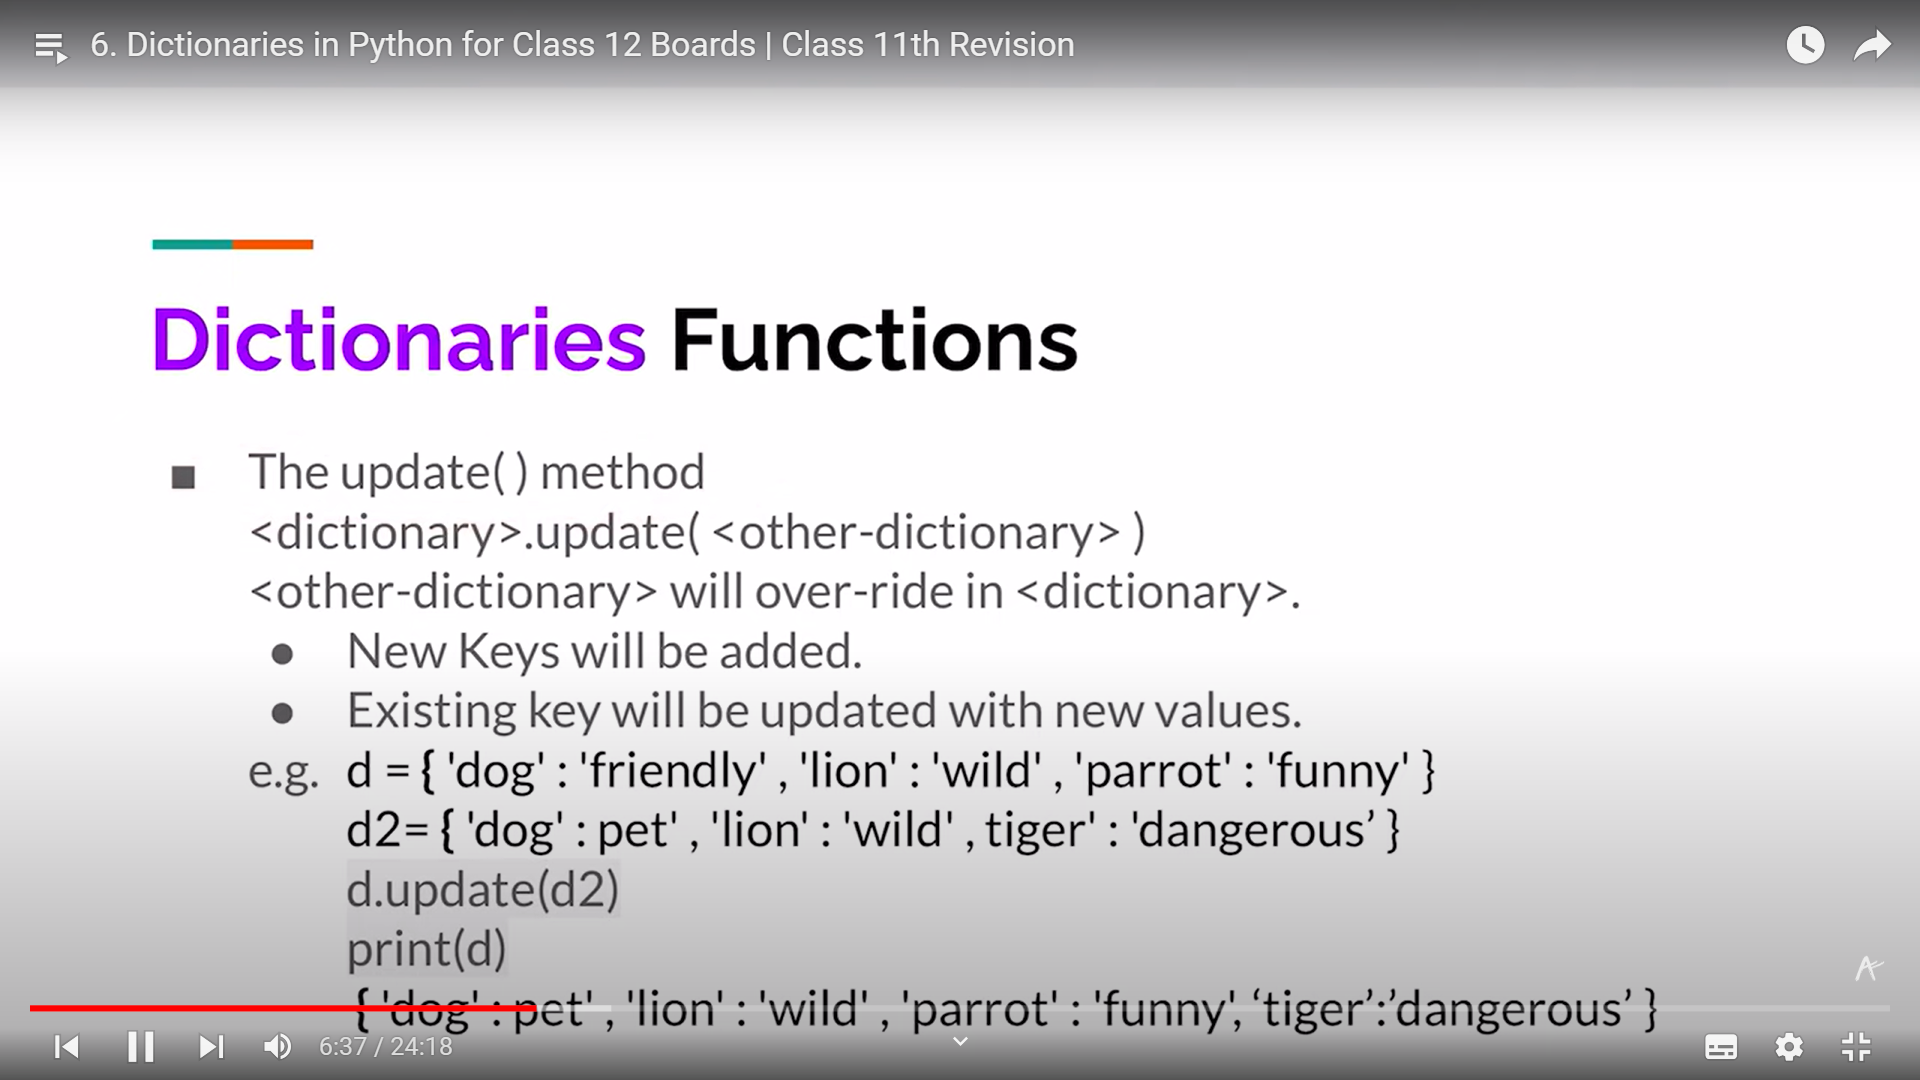 6. Dictionaries in Python for Class 12 Boards | Class 11th Revision
Dictionaries Functions
■ The update( ) method
<dictionary>.update( <other-dictionary> )
<other-dictionary> will over-ride in <dictionary>.
● New Keys will be added.
● Existing key will be updated with new values.
e.g. d = { 'dog' : 'friendly' , 'lion' : 'wild' , 'parrot' : 'funny' }
d2= { 'dog' : pet' , 'lion' : 'wild' , tiger' : 'dangerous’ }
d.update(d2)
print(d)
{ 'dog' : pet' , 'lion' : 'wild' , 'parrot' : 'funny', ‘tiger’:’dangerous’ }
6:37 / 24:18